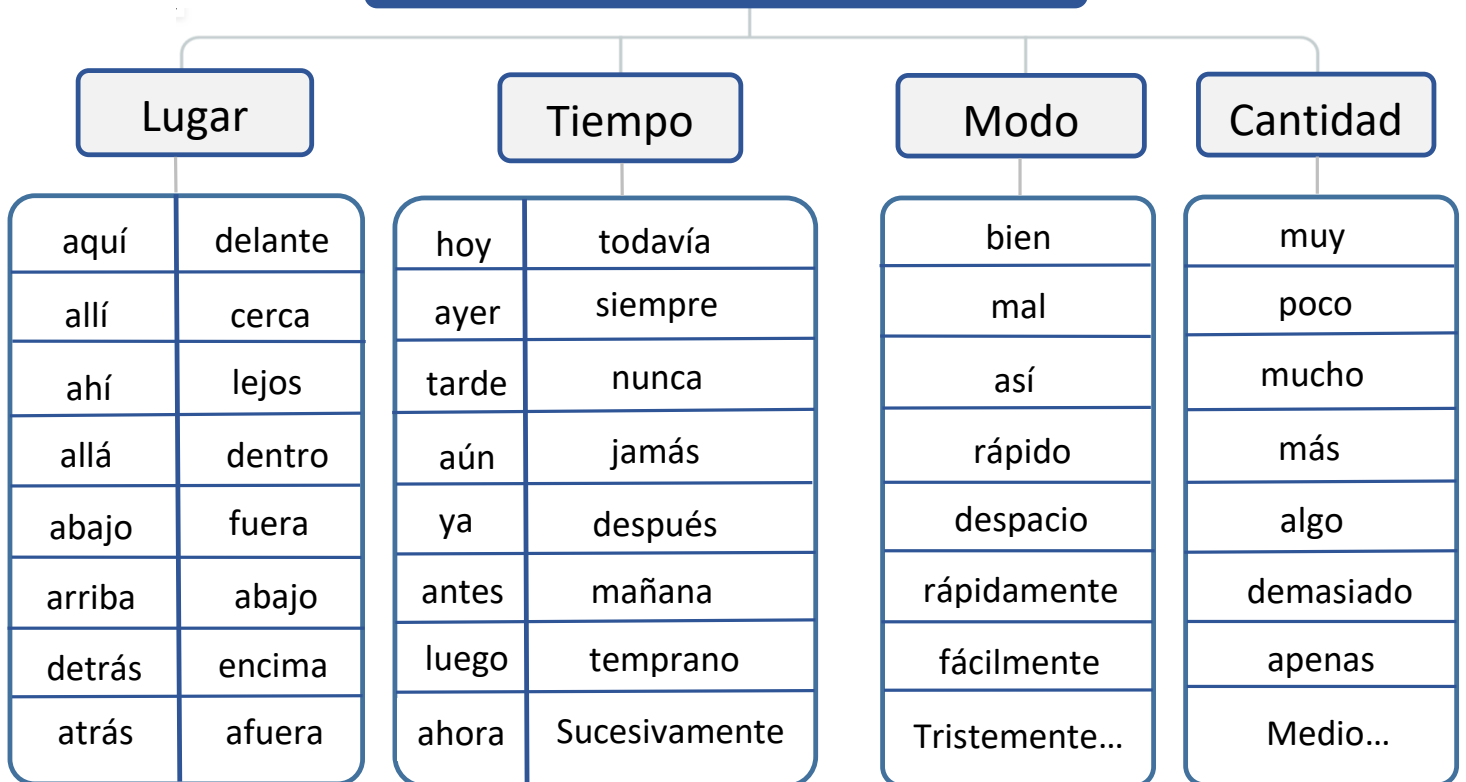 Lugar Tiempo Modo Cantidad
aquí delante hoy todavía bien muy
allí cerca ayer siempre mal poco
ahí lejos tarde nunca así mucho
allá dentro aún jamás rápido más
abajo fuera ya después despacio algo
arriba abajo antes mañana rápidamente demasiado
detrás encima luego temprano fácilmente apenas
atrás afuera ahora Sucesivamente Tristemente... Medio...